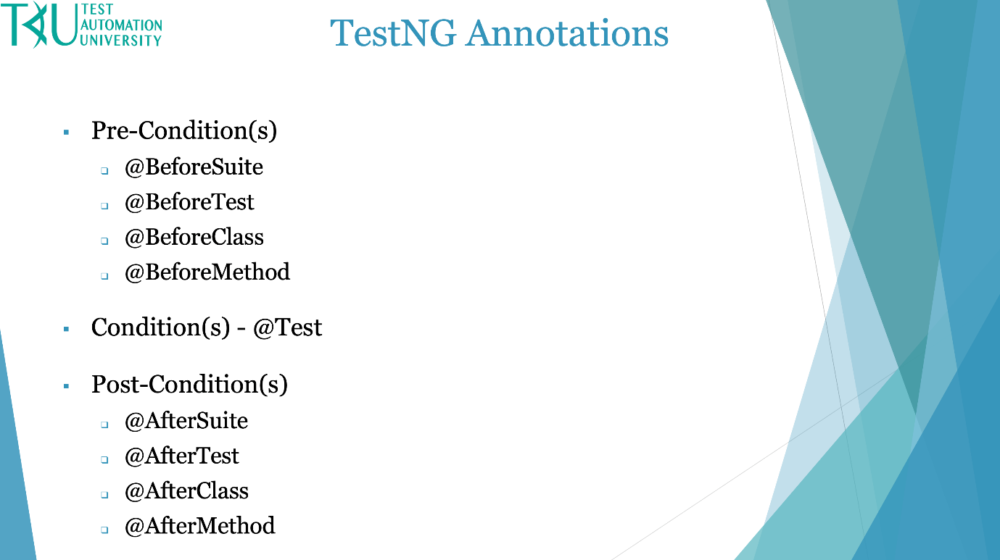 TEST
AUTOMATION
UNIVERSITY
TestNG Annotations
Pre-Condition(s)
@BeforeSuite
@BeforeTest
@BeforeClass
@BeforeMethod
Condition(s) - @Test
Post-Condition(s)
@AfterSuite
@AfterTest
@AfterClass
@AfterMethod